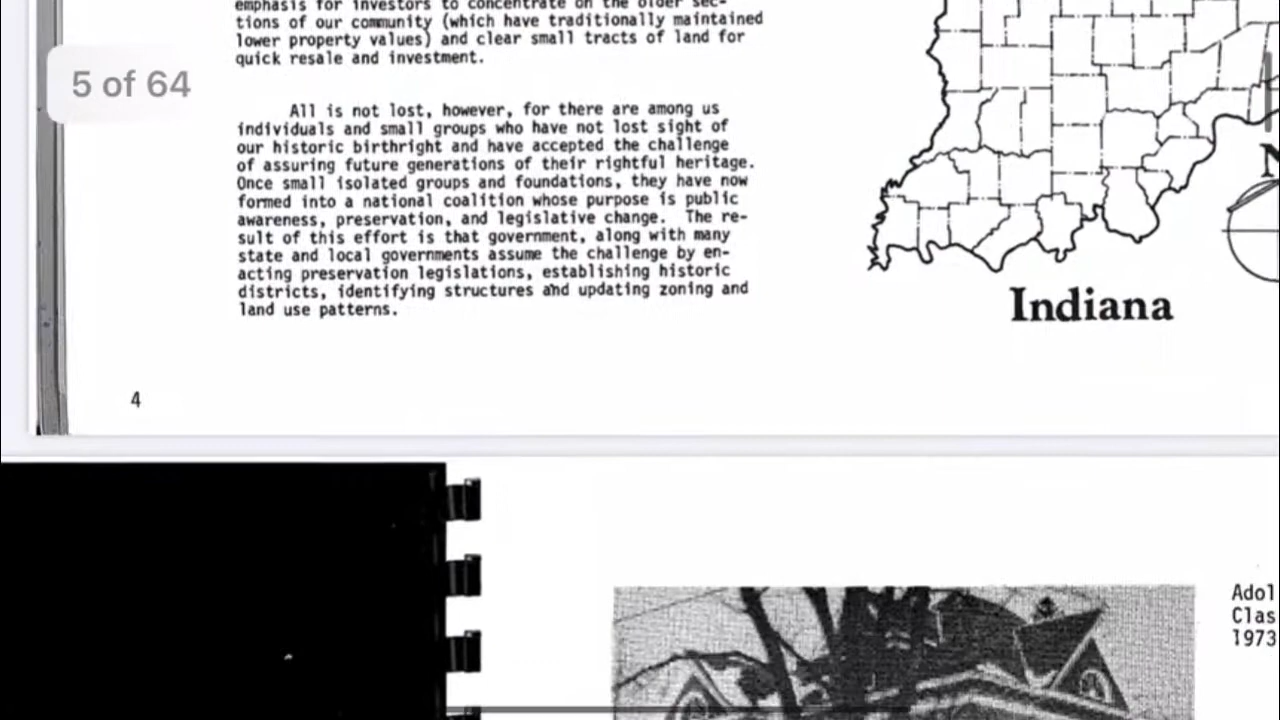 5 of 64
emphasis for investors to concentrate on the older sec-
tions of our community (which have traditionally maintained
lower property values) and clear small tracts of land for
quick resale and investment.
All is not lost, however, for there are among us
individuals and small groups who have not lost sight of
our historic birthright and have accepted the challenge
of assuring future generations of their rightful heritage.
Once small isolated groups and foundations, they have now
formed into a national coalition whose purpose is public
awareness, preservation, and legislative change. The re-
sult of this effort is that government, along with many
state and local governments assume the challenge by en-
acting preservation legislations, establishing historic
districts, identifying structures and updating zoning and
land use patterns.
4
N
Indiana
Adol
Clas
1973